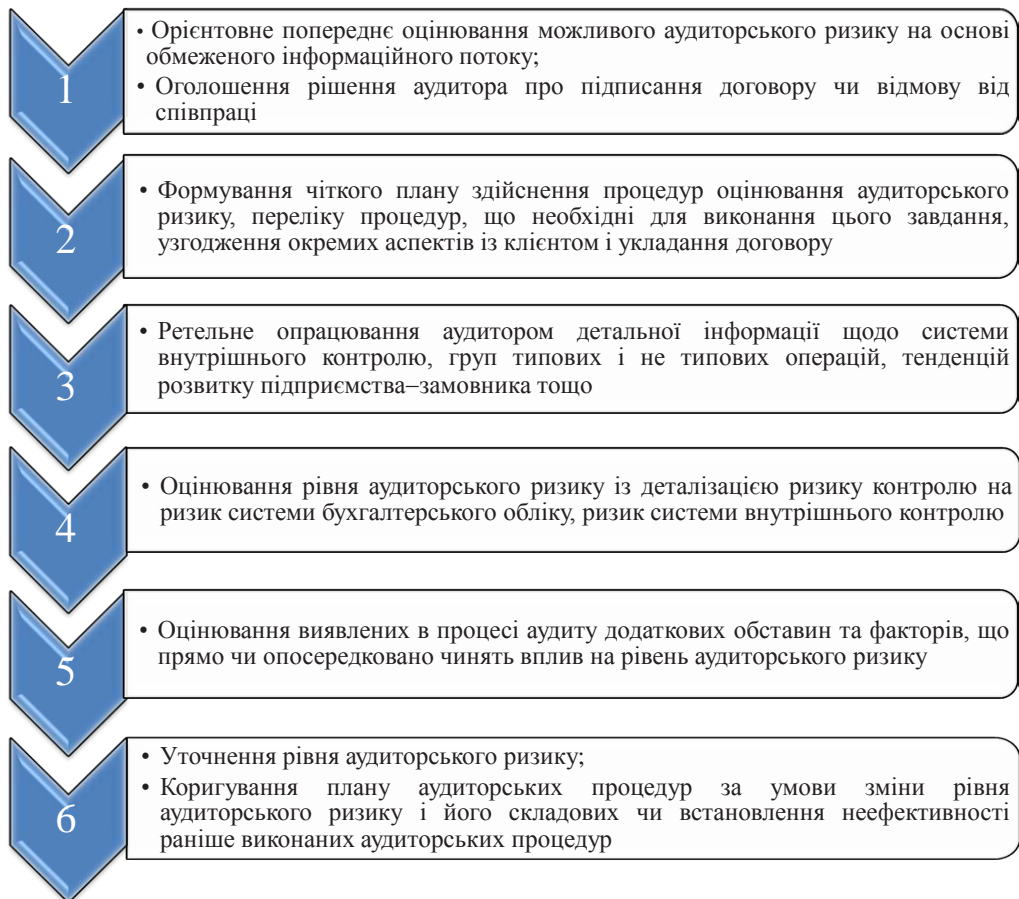 1
• Орієнтовне попереднє оцінювання можливого аудиторського ризику на основі
обмеженого інформаційного потоку;
• Оголошення рішення аудитора про підписання договору чи відмову від
співпраці
2
• Формування чіткого плану здійснення процедур оцінювання аудиторського
ризику, переліку процедур, що необхідні для виконання цього завдання,
узгодження окремих аспектів із клієнтом і укладання договору
3
• Ретельне опрацювання аудитором детальної інформації щодо системи
внутрішнього контролю, груп типових і не типових операцій, тенденцій
розвитку підприємства–замовника тощо
4
• Оцінювання рівня аудиторського ризику із деталізацією ризику контролю на
ризик системи бухгалтерського обліку, ризик системи внутрішнього контролю
5
• Оцінювання виявлених в процесі аудиту додаткових обставин та факторів, що
прямо чи опосередковано чинять вплив на рівень аудиторського ризику
6
• Уточнення рівня аудиторського ризику;
• Коригування плану аудиторських процедур за умови зміни рівня
аудиторського ризику і його складових чи встановлення неефективності
раніше виконаних аудиторських процедур